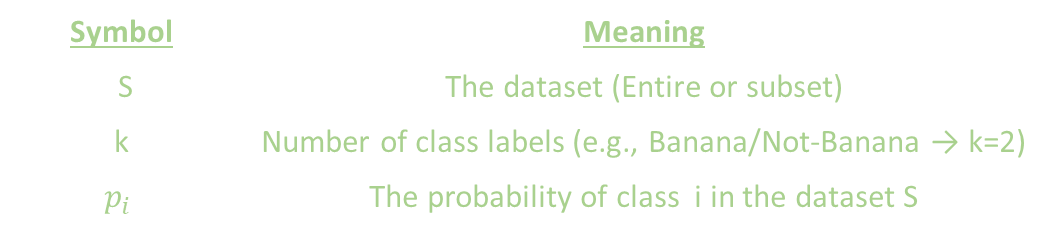 Symbol Meaning
S The dataset (Entire or subset)
k Number of class labels (e.g., Banana/Not-Banana → k=2)
pᵢ The probability of class i in the dataset S